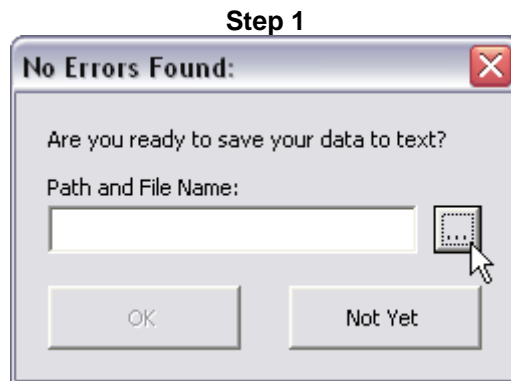 Step 1
No Errors Found:
Are you ready to save your data to text?
Path and File Name:
...
OK
Not Yet